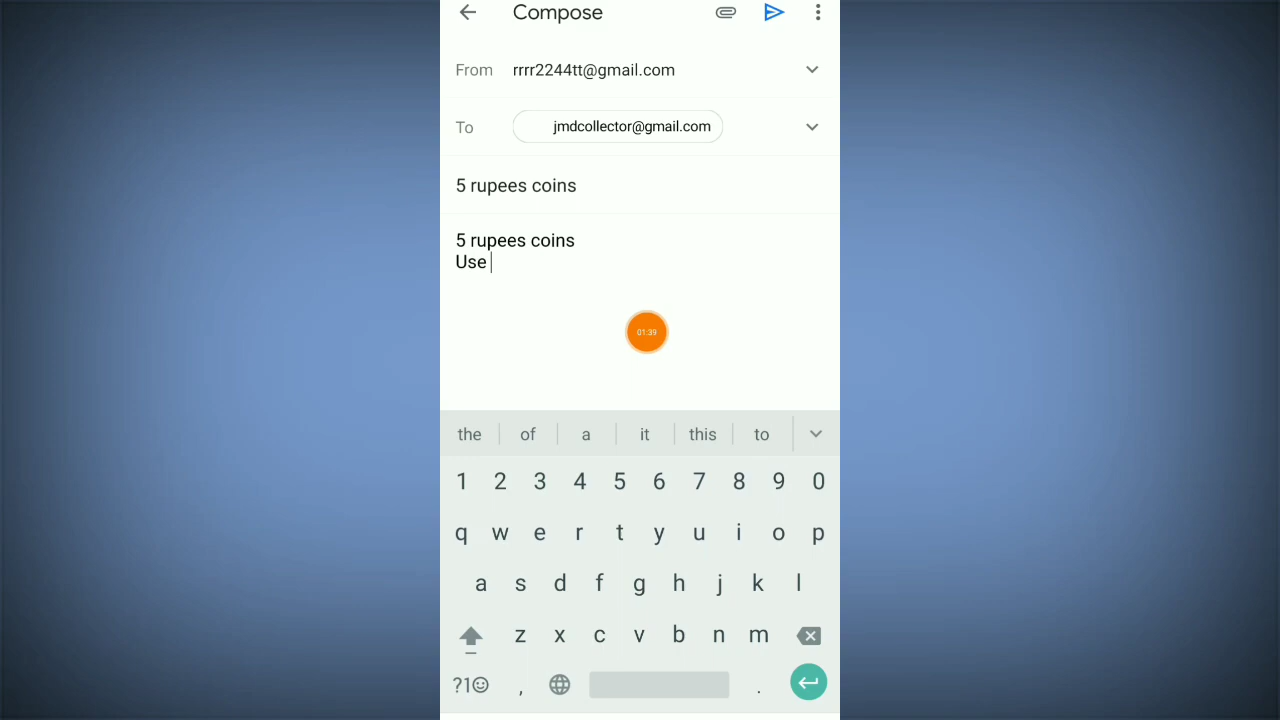 Compose
From rrrr2244tt@gmail.com
To jmdcollector@gmail.com
5 rupees coins
5 rupees coins
Use
01:39
the of a it this to
1 2 3 4 5 6 7 8 9 0
q w e r t y u i o p
a s d f g h j k l
z x c v b n m
?1☺ , .